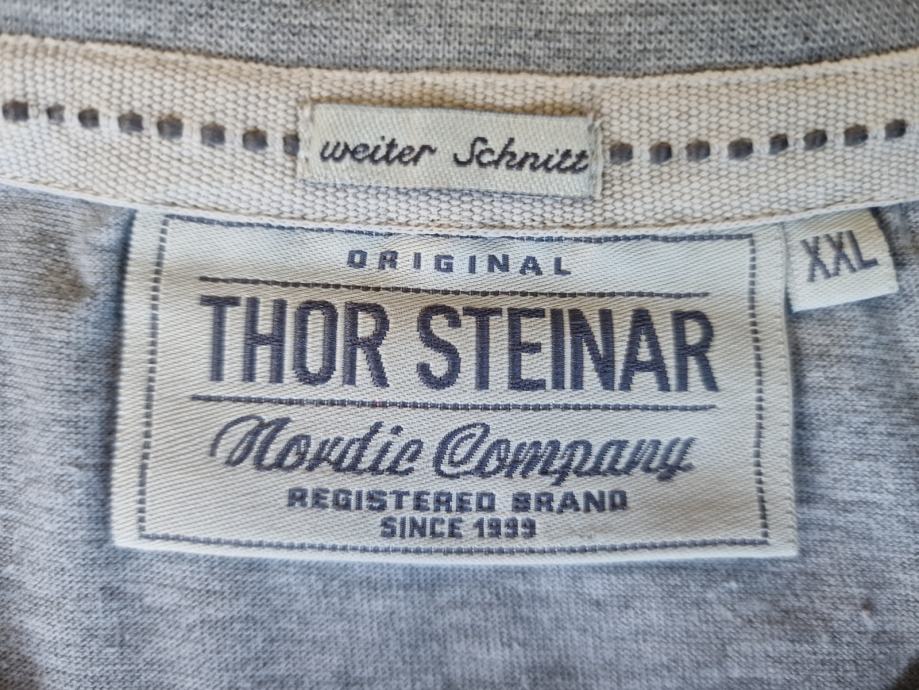 weiter Schnitt
ORIGINAL
XXL
THOR STEINAR
Nordic Company
REGISTERED BRAND
SINCE 1999